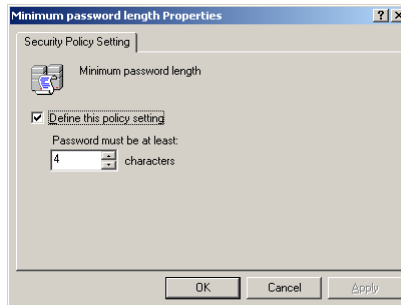 Minimum password length Properties
Security Policy Setting
Minimum password length
Define this policy setting
Password must be at least:
4 characters
OK Cancel Apply